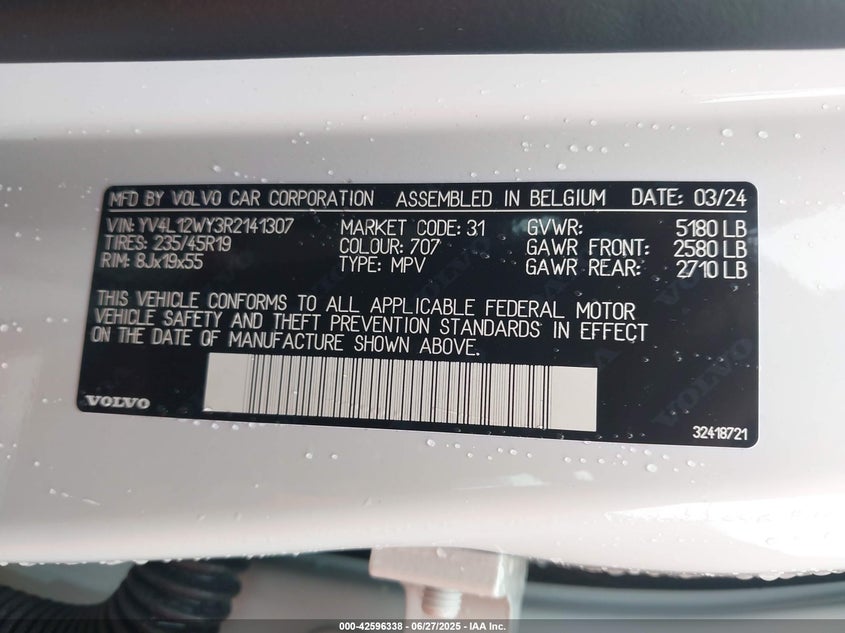 MFD BY VOLVO CAR CORPORATION ASSEMBLED IN BELGIUM DATE: 03/24
VIN: YV4L12WY3R2141307 MARKET CODE: 31 GVWR: 5180 LB
TIRES: 235/45R19 COLOUR: 707 GAWR FRONT: 2580 LB
RIM: 8Jx19x55 TYPE: MPV GAWR REAR: 2710 LB
THIS VEHICLE CONFORMS TO ALL APPLICABLE FEDERAL MOTOR
VEHICLE SAFETY AND THEFT PREVENTION STANDARDS IN EFFECT
ON THE DATE OF MANUFACTURE SHOWN ABOVE.
VOLVO
32418721
000-42596338 | 06/27/2025 - IAA Inc.